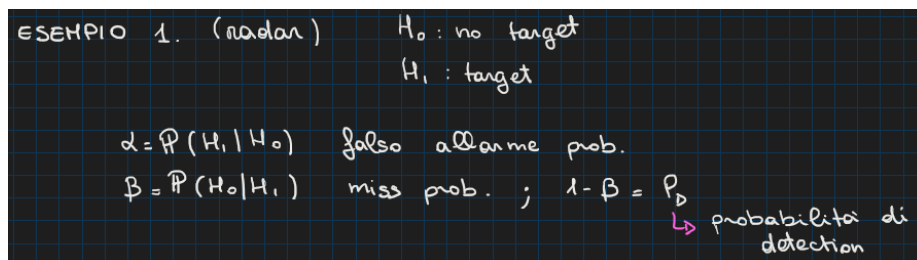 ESEMPIO 1. (radar) H₀ : no target
H₁ : target
α = ℙ(H₁|H₀) falso allarme prob.
β = ℙ(H₀|H₁) miss prob. ; 1-β = P_D
↳ probabilità di
detection